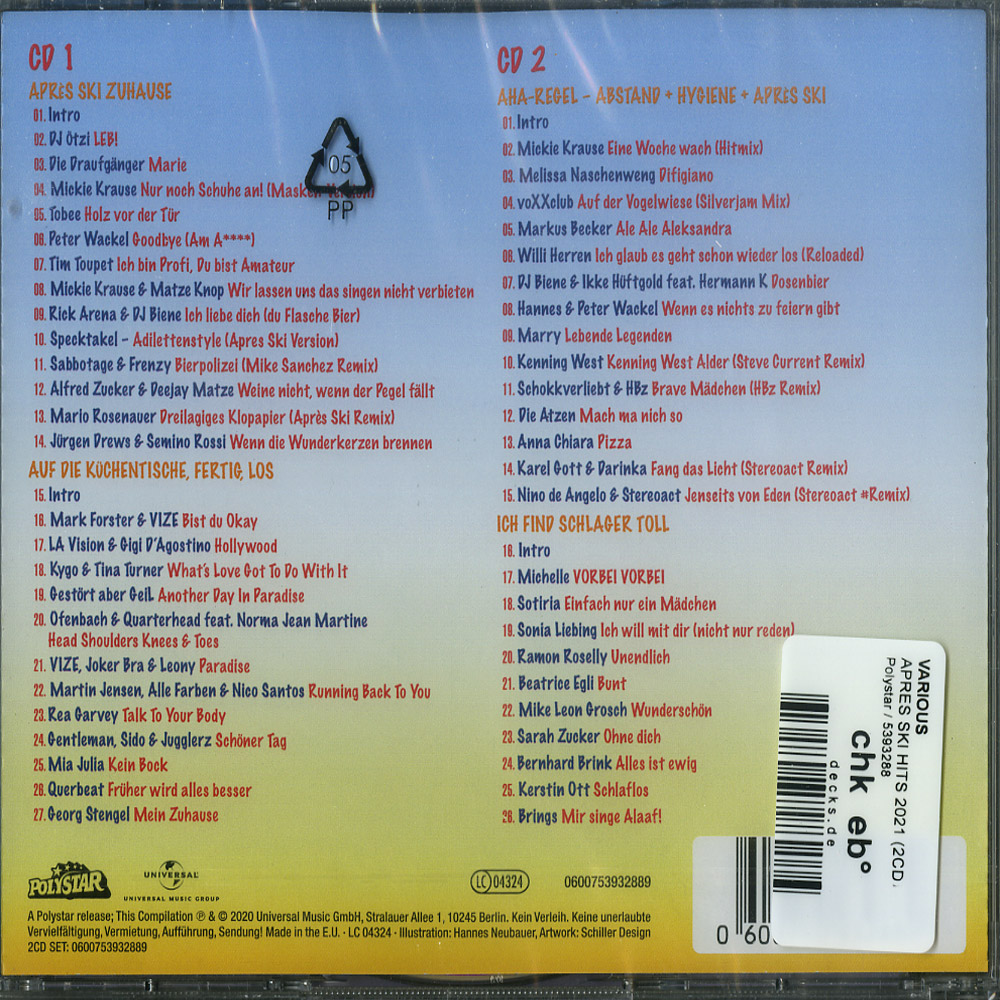 CD 1
APRÈS SKI ZUHAUSE
01. Intro
02. DJ Ötzi LEB!
03. Die Draufgänger Marie
04. Mickie Krause Nur noch Schuhe an! (Masken Version)
05. Tobee Holz vor der Tür
06. Peter Wackel Goodbye (Am A****)
07. Tim Toupet Ich bin Profi, Du bist Amateur
08. Mickie Krause & Matze Knop Wir lassen uns das singen nicht verbieten
09. Rick Arena & DJ Biene Ich liebe dich (du Flasche Bier)
10. Specktakel – Adilettenstyle (Apres Ski Version)
11. Sabbotage & Frenzy Bierpolizei (Mike Sanchez Remix)
12. Alfred Zucker & Deejay Matze Weine nicht, wenn der Pegel fällt
13. Mario Rosenauer Dreilagiges Klopapier (Après Ski Remix)
14. Jürgen Drews & Semino Rossi Wenn die Wunderkerzen brennen
AUF DIE KÜCHENTISCHE, FERTIG, LOS
15. Intro
16. Mark Forster & VIZE Bist du Okay
17. LA Vision & Gigi D'Agostino Hollywood
18. Kygo & Tina Turner What's Love Got To Do With It
19. Gestört aber GeiL Another Day In Paradise
20. Ofenbach & Quarterhead feat. Norma Jean Martine
Head Shoulders Knees & Toes
21. VIZE, Joker Bra & Leony Paradise
22. Martin Jensen, Alle Farben & Nico Santos Running Back To You
23. Rea Garvey Talk To Your Body
24. Gentleman, Sido & Jugglerz Schöner Tag
25. Mia Julia Kein Bock
26. Querbeat Früher wird alles besser
27. Georg Stengel Mein Zuhause
05
PP
CD 2
AHA-REGEL – ABSTAND + HYGIENE + APRÈS SKI
01. Intro
02. Mickie Krause Eine Woche wach (Hitmix)
03. Melissa Naschenweng Difigiano
04. voXXclub Auf der Vogelwiese (Silverjam Mix)
05. Markus Becker Ale Ale Aleksandra
06. Willi Herren Ich glaub es geht schon wieder los (Reloaded)
07. DJ Biene & Ikke Hüftgold feat. Hermann K Dosenbier
08. Hannes & Peter Wackel Wenn es nichts zu feiern gibt
09. Marry Lebende Legenden
10. Kenning West Kenning West Alder (Steve Current Remix)
11. Schokkverliebt & HBz Brave Mädchen (HBz Remix)
12. Die Atzen Mach ma nich so
13. Anna Chiara Pizza
14. Karel Gott & Darinka Fang das Licht (Stereoact Remix)
15. Nino de Angelo & Stereoact Jenseits von Eden (Stereoact #Remix)
ICH FIND SCHLAGER TOLL
16. Intro
17. Michelle VORBEI VORBEI
18. Sotiria Einfach nur ein Mädchen
19. Sonia Liebing Ich will mit dir (nicht nur reden)
20. Ramon Roselly Unendlich
21. Beatrice Egli Bunt
22. Mike Leon Grosch Wunderschön
23. Sarah Zucker Ohne dich
24. Bernhard Brink Alles ist ewig
25. Kerstin Ott Schlaflos
26. Brings Mir singe Alaaf!
VARIOUS
APRES SKI HITS 2021 (2CD)
Polystar / 5393288
chk eb°
decks.de
POLYSTAR
UNIVERSAL
UNIVERSAL MUSIC GROUP
LC 04324
0600753932889
A Polystar release; This Compilation ℗ & © 2020 Universal Music GmbH, Stralauer Allee 1, 10245 Berlin. Kein Verleih. Keine unerlaubte
Vervielfältigung, Vermietung, Aufführung, Sendung! Made in the E.U. · LC 04324 · Illustration: Hannes Neubauer, Artwork: Schiller Design
2CD SET: 0600753932889
0 60